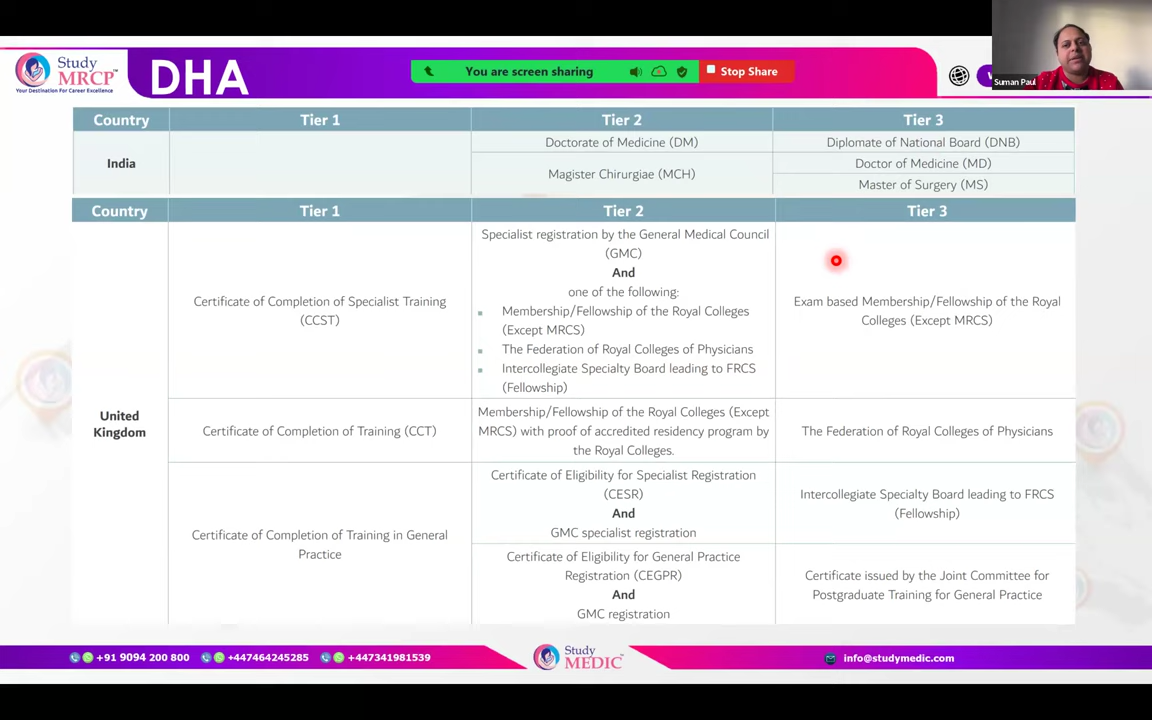 Study
MRCP™
Your Destination For Career Excellence
DHA
You are screen sharing
Stop Share
Suman Paul
Country Tier 1 Tier 2 Tier 3
India
Doctorate of Medicine (DM)
Magister Chirurgiae (MCH)
Diplomate of National Board (DNB)
Doctor of Medicine (MD)
Master of Surgery (MS)
Country Tier 1 Tier 2 Tier 3
United
Kingdom
Certificate of Completion of Specialist Training
(CCST)
Specialist registration by the General Medical Council
(GMC)
And
one of the following:
Membership/Fellowship of the Royal Colleges
(Except MRCS)
The Federation of Royal Colleges of Physicians
Intercollegiate Specialty Board leading to FRCS
(Fellowship)
Exam based Membership/Fellowship of the Royal
Colleges (Except MRCS)
Certificate of Completion of Training (CCT)
Membership/Fellowship of the Royal Colleges (Except
MRCS) with proof of accredited residency program by
the Royal Colleges.
The Federation of Royal Colleges of Physicians
Certificate of Completion of Training in General
Practice
Certificate of Eligibility for Specialist Registration
(CESR)
And
GMC specialist registration
Intercollegiate Specialty Board leading to FRCS
(Fellowship)
Certificate of Eligibility for General Practice
Registration (CEGPR)
And
GMC registration
Certificate issued by the Joint Committee for
Postgraduate Training for General Practice
+91 9094 200 800 +447464245285 +447341981539
Study
MEDIC™
info@studymedic.com